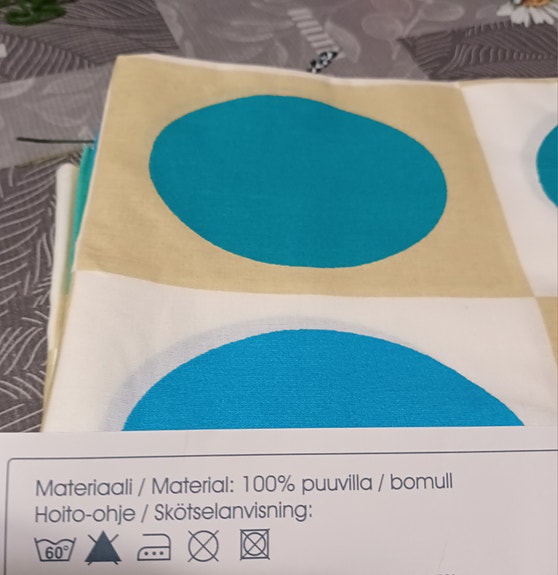 Materiaali / Material: 100% puuvilla / bomull
Hoito-ohje / Skötselanvisning:
60°